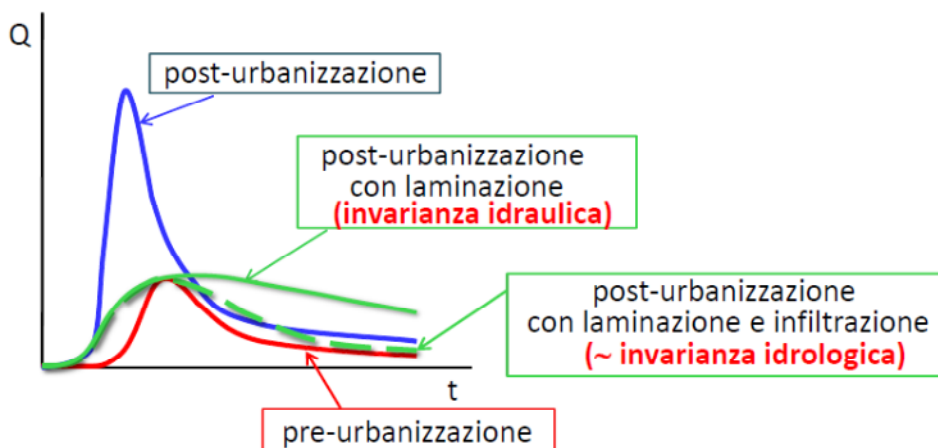 Q
post-urbanizzazione
post-urbanizzazione
con laminazione
(invarianza idraulica)
post-urbanizzazione
con laminazione e infiltrazione
(~ invarianza idrologica)
t
pre-urbanizzazione